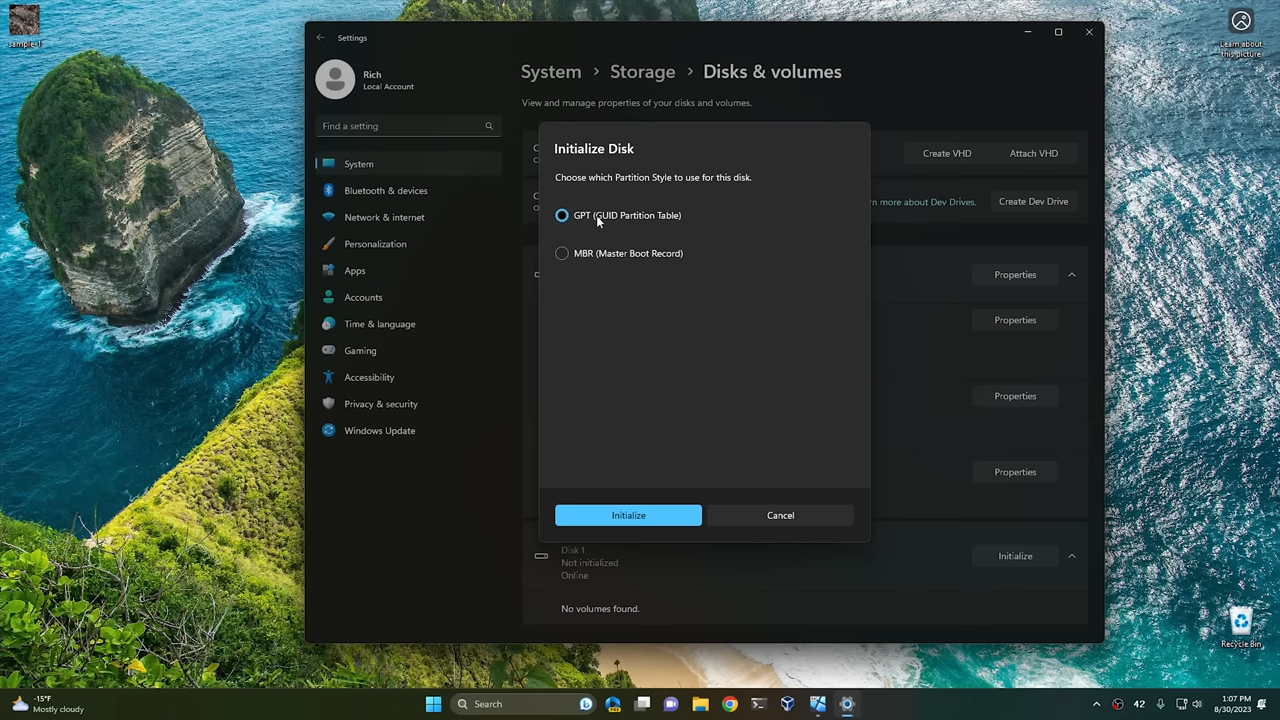 sample-1
Learn about
this picture
Settings
Rich
Local Account
Find a setting
System
Bluetooth & devices
Network & internet
Personalization
Apps
Accounts
Time & language
Gaming
Accessibility
Privacy & security
Windows Update
System > Storage > Disks & volumes
View and manage properties of your disks and volumes.
Create VHD
Attach VHD
more about Dev Drives.
Create Dev Drive
Properties
Properties
Properties
Properties
Initialize Disk
Choose which Partition Style to use for this disk.
GPT (GUID Partition Table)
MBR (Master Boot Record)
Initialize
Cancel
Disk 1
Not initialized
Online
Initialize
No volumes found.
Recycle Bin
-15°F
Mostly cloudy
Search
42
1:07 PM
8/30/2023